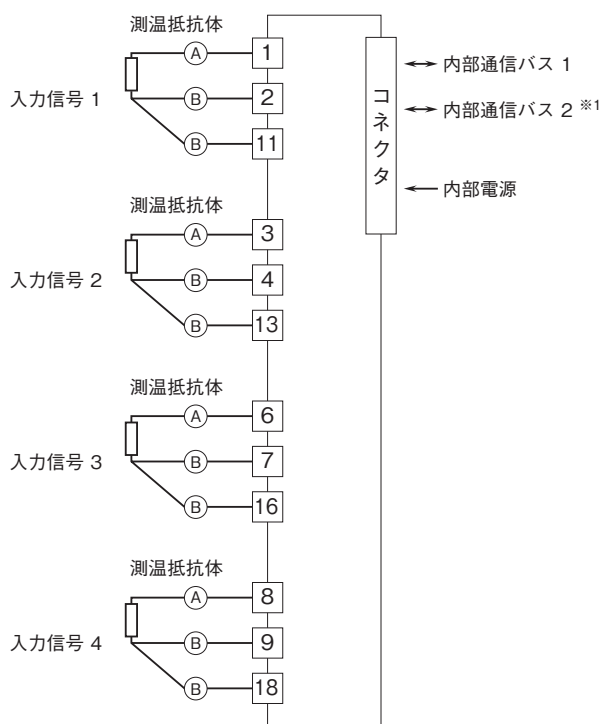 測温抵抗体
A
1
入力信号 1
B
2
B
11
測温抵抗体
A
3
入力信号 2
B
4
B
13
測温抵抗体
A
6
入力信号 3
B
7
B
16
測温抵抗体
A
8
入力信号 4
B
9
B
18
コネクタ
内部通信バス 1
内部通信バス 2 ※1
内部電源